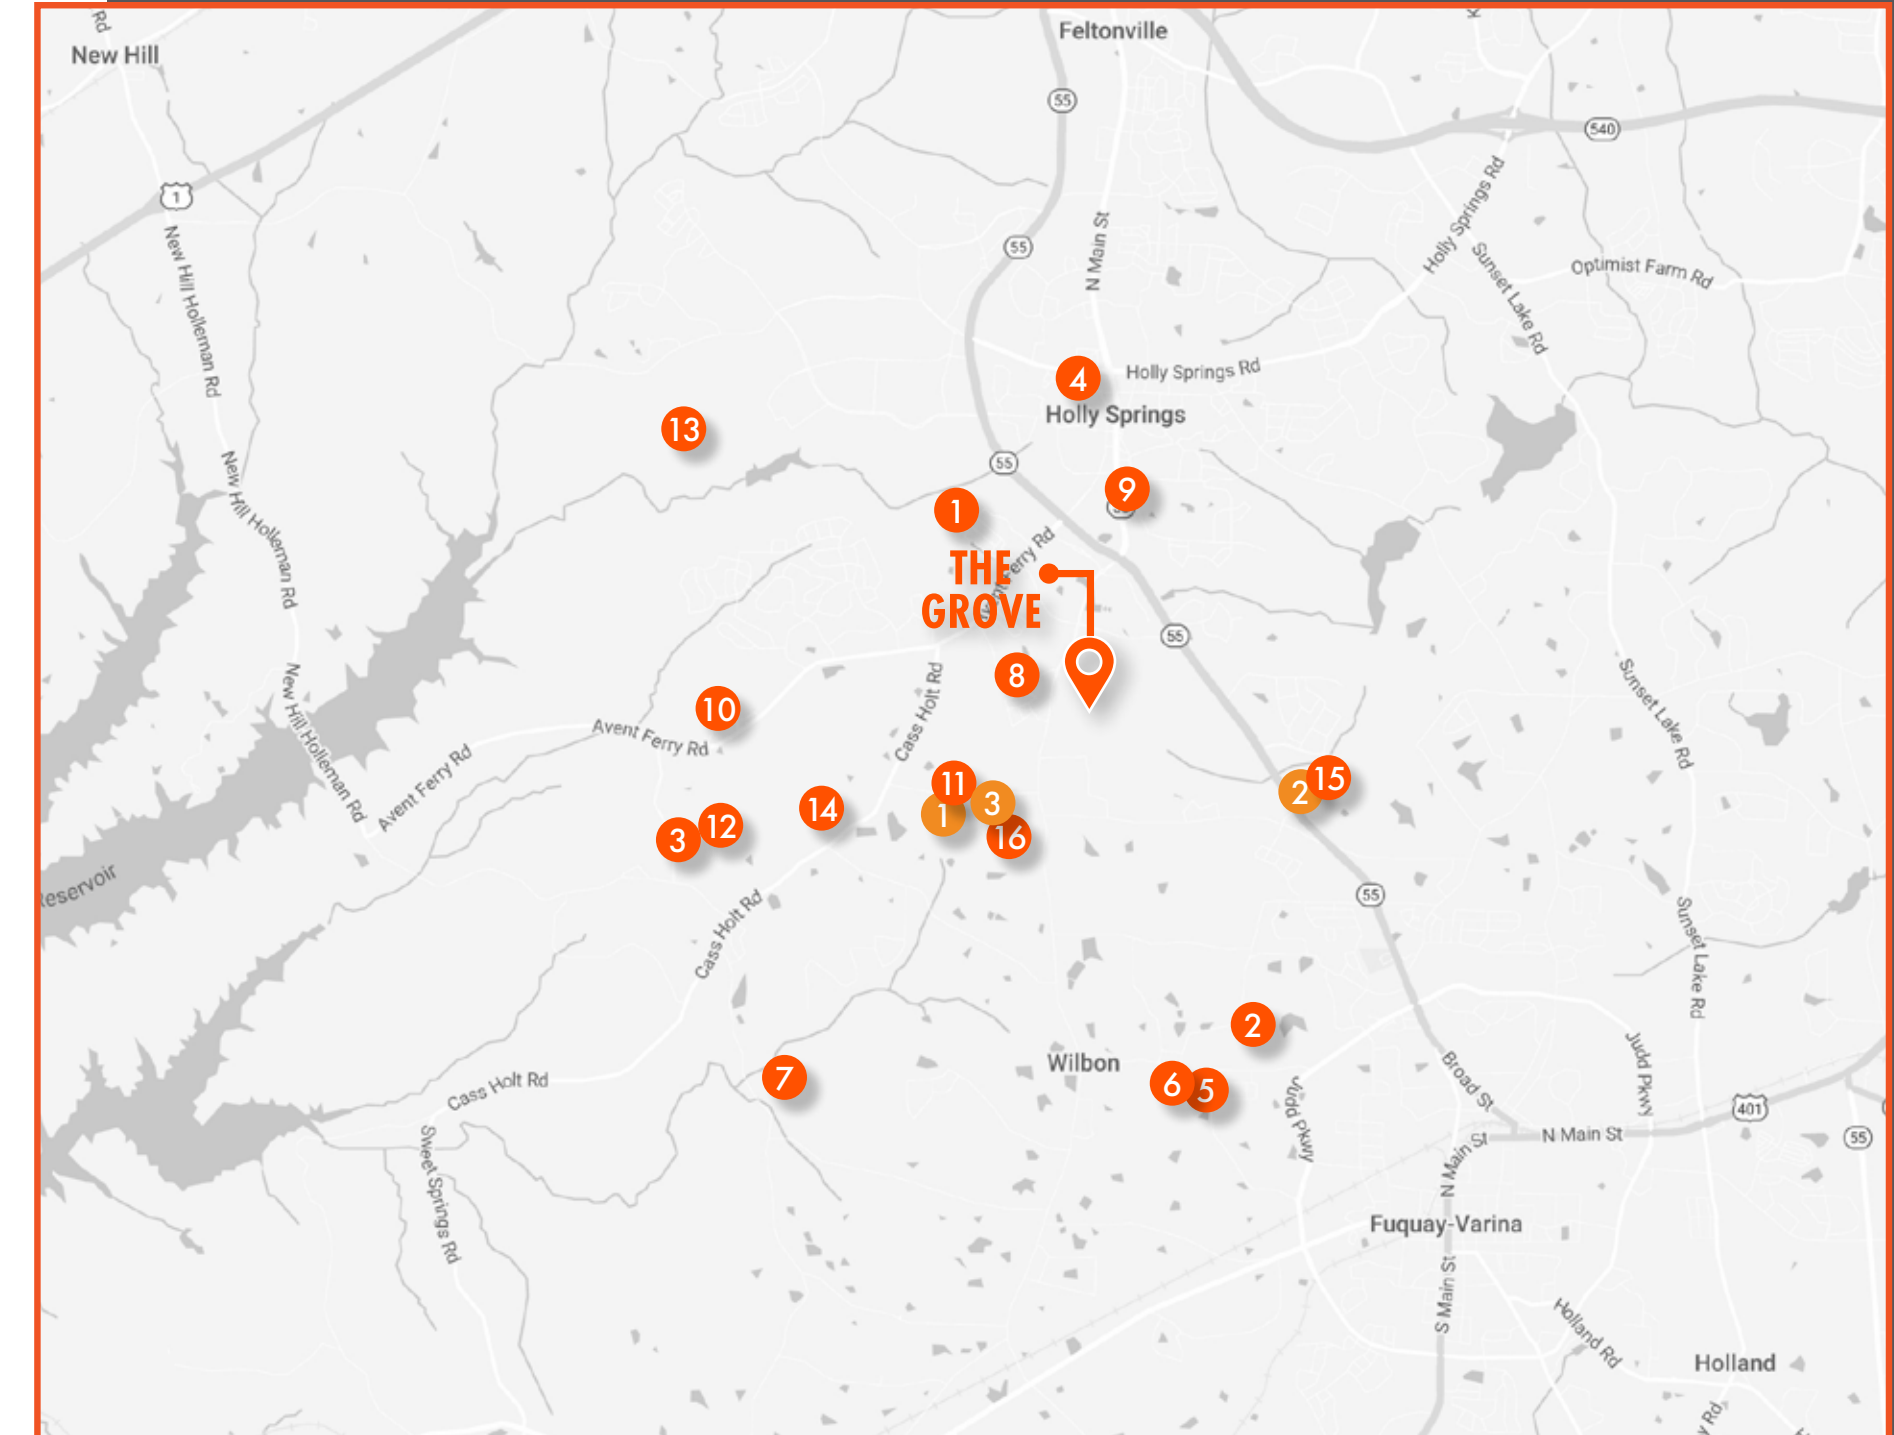 Rd
New Hill
Feltonville
K
55
540
1
New Hill Holleman Rd
55
N Main St
Holly Springs Rd
Sunset Lake Rd
Optimist Farm Rd
4
Holly Springs Rd
Holly Springs
13
55
New Hill Holleman Rd
9
1
THE
GROVE
Ferry Rd
55
8
New Hill Holleman Rd
Cass Holt Rd
Sunset Lake Rd
10
Avent Ferry Rd
Avent Ferry Rd
11
3
1
16
2
15
14
12
3
Reservoir
55
Cass Holt Rd
Sunset Lake Rd
2
Wilbon
7
6
5
Cass Holt Rd
Judd Pkwy
Broad St
Judd Pkwy
401
N Main St
55
Sweet Springs Rd
N Main St
Fuquay-Varina
S Main St
Holland Rd
Holland
y Rd